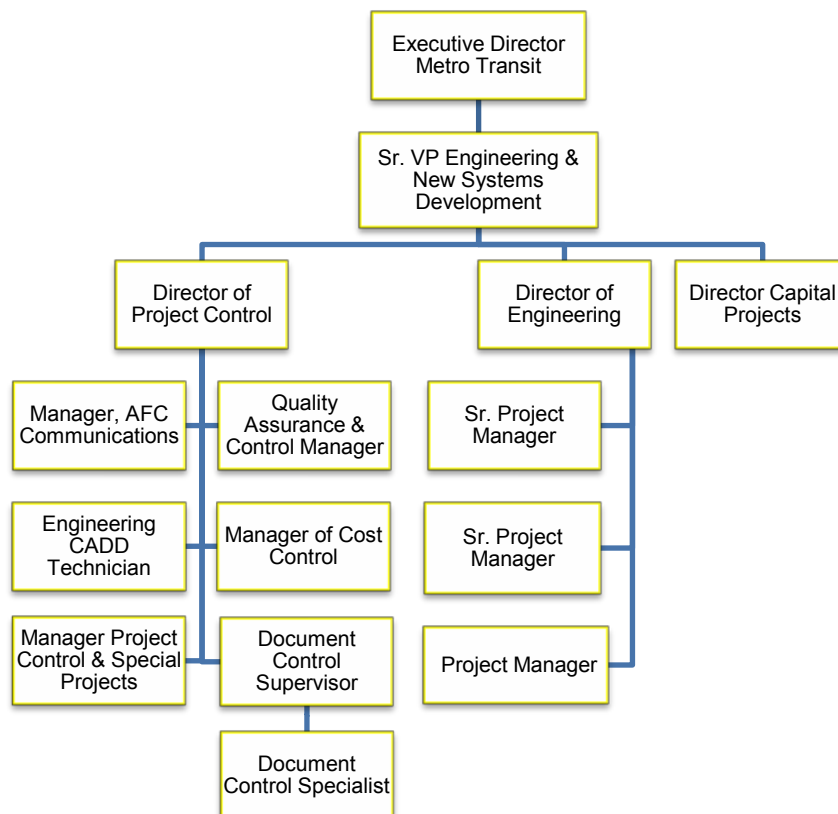 Executive Director
Metro Transit
Sr. VP Engineering &
New Systems
Development
Director of
Project Control
Director of
Engineering
Director Capital
Projects
Manager, AFC
Communications
Quality
Assurance &
Control Manager
Sr. Project
Manager
Engineering
CADD
Technician
Manager of Cost
Control
Sr. Project
Manager
Manager Project
Control & Special
Projects
Document
Control
Supervisor
Project Manager
Document
Control Specialist